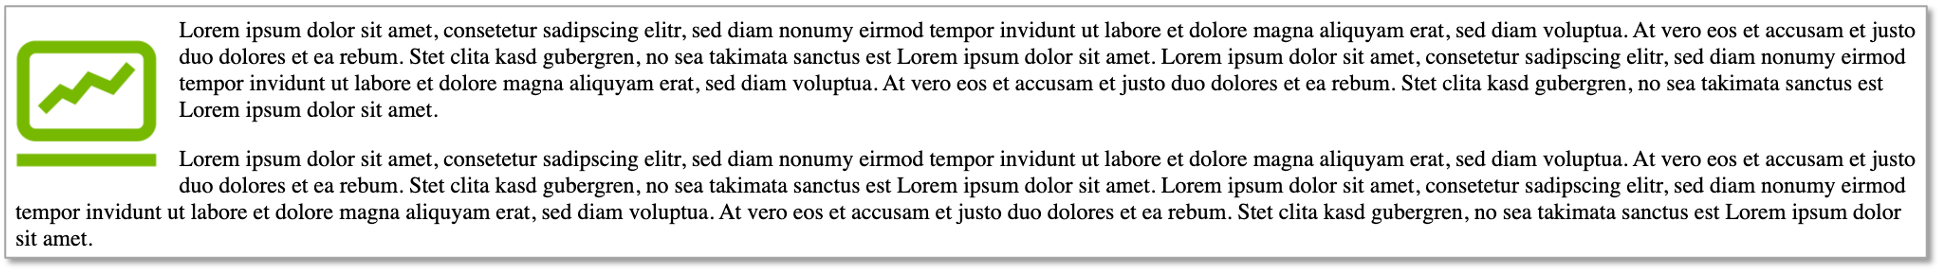 Lorem ipsum dolor sit amet, consetetur sadipscing elitr, sed diam nonumy eirmod tempor invidunt ut labore et dolore magna aliquyam erat, sed diam voluptua. At vero eos et accusam et justo
duo dolores et ea rebum. Stet clita kasd gubergren, no sea takimata sanctus est Lorem ipsum dolor sit amet. Lorem ipsum dolor sit amet, consetetur sadipscing elitr, sed diam nonumy eirmod
tempor invidunt ut labore et dolore magna aliquyam erat, sed diam voluptua. At vero eos et accusam et justo duo dolores et ea rebum. Stet clita kasd gubergren, no sea takimata sanctus est
Lorem ipsum dolor sit amet.
Lorem ipsum dolor sit amet, consetetur sadipscing elitr, sed diam nonumy eirmod tempor invidunt ut labore et dolore magna aliquyam erat, sed diam voluptua. At vero eos et accusam et justo
duo dolores et ea rebum. Stet clita kasd gubergren, no sea takimata sanctus est Lorem ipsum dolor sit amet. Lorem ipsum dolor sit amet, consetetur sadipscing elitr, sed diam nonumy eirmod
tempor invidunt ut labore et dolore magna aliquyam erat, sed diam voluptua. At vero eos et accusam et justo duo dolores et ea rebum. Stet clita kasd gubergren, no sea takimata sanctus est Lorem ipsum dolor
sit amet.